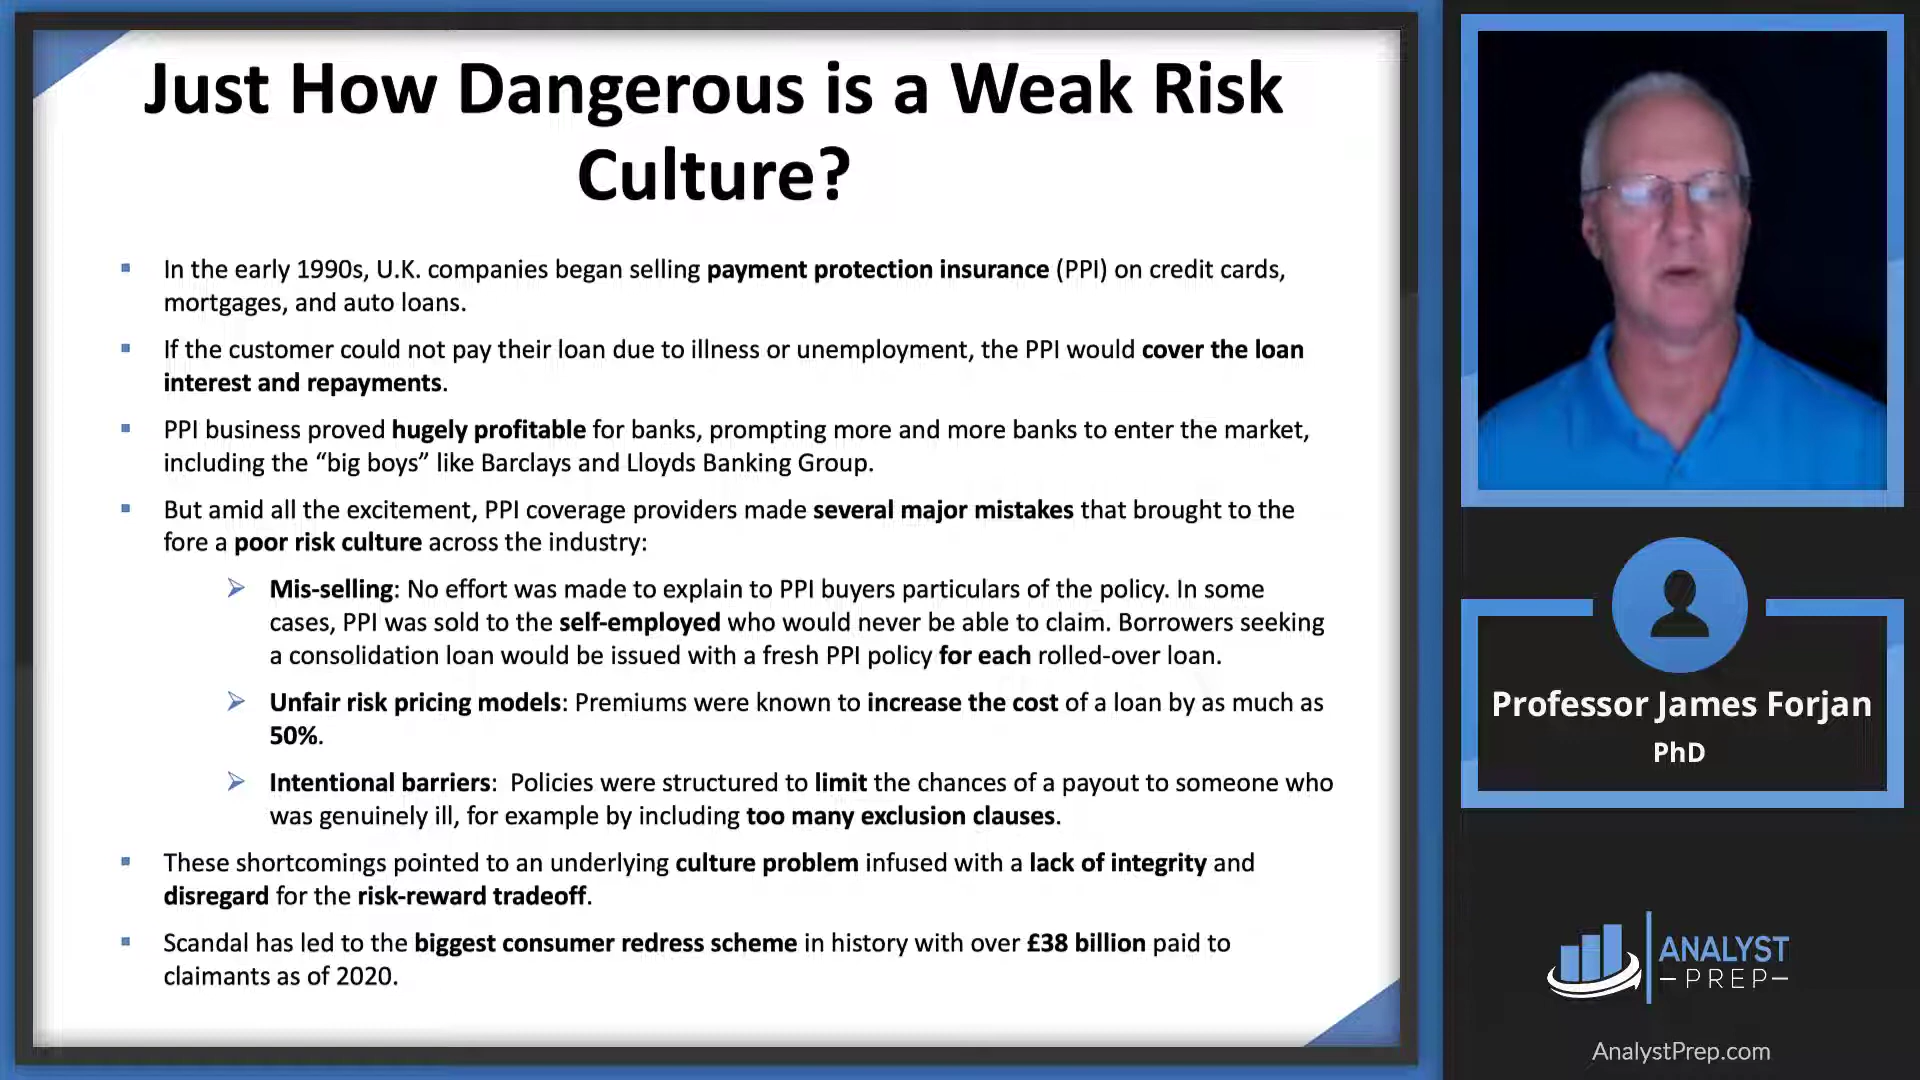 Just How Dangerous is a Weak Risk
Culture?
In the early 1990s, U.K. companies began selling payment protection insurance (PPI) on credit cards,
mortgages, and auto loans.
If the customer could not pay their loan due to illness or unemployment, the PPI would cover the loan
interest and repayments.
PPI business proved hugely profitable for banks, prompting more and more banks to enter the market,
including the “big boys” like Barclays and Lloyds Banking Group.
But amid all the excitement, PPI coverage providers made several major mistakes that brought to the
fore a poor risk culture across the industry:
Mis-selling: No effort was made to explain to PPI buyers particulars of the policy. In some
cases, PPI was sold to the self-employed who would never be able to claim. Borrowers seeking
a consolidation loan would be issued with a fresh PPI policy for each rolled-over loan.
Unfair risk pricing models: Premiums were known to increase the cost of a loan by as much as
50%.
Intentional barriers: Policies were structured to limit the chances of a payout to someone who
was genuinely ill, for example by including too many exclusion clauses.
These shortcomings pointed to an underlying culture problem infused with a lack of integrity and
disregard for the risk-reward tradeoff.
Scandal has led to the biggest consumer redress scheme in history with over £38 billion paid to
claimants as of 2020.
Professor James Forjan
PhD
ANALYST
PREP
AnalystPrep.com